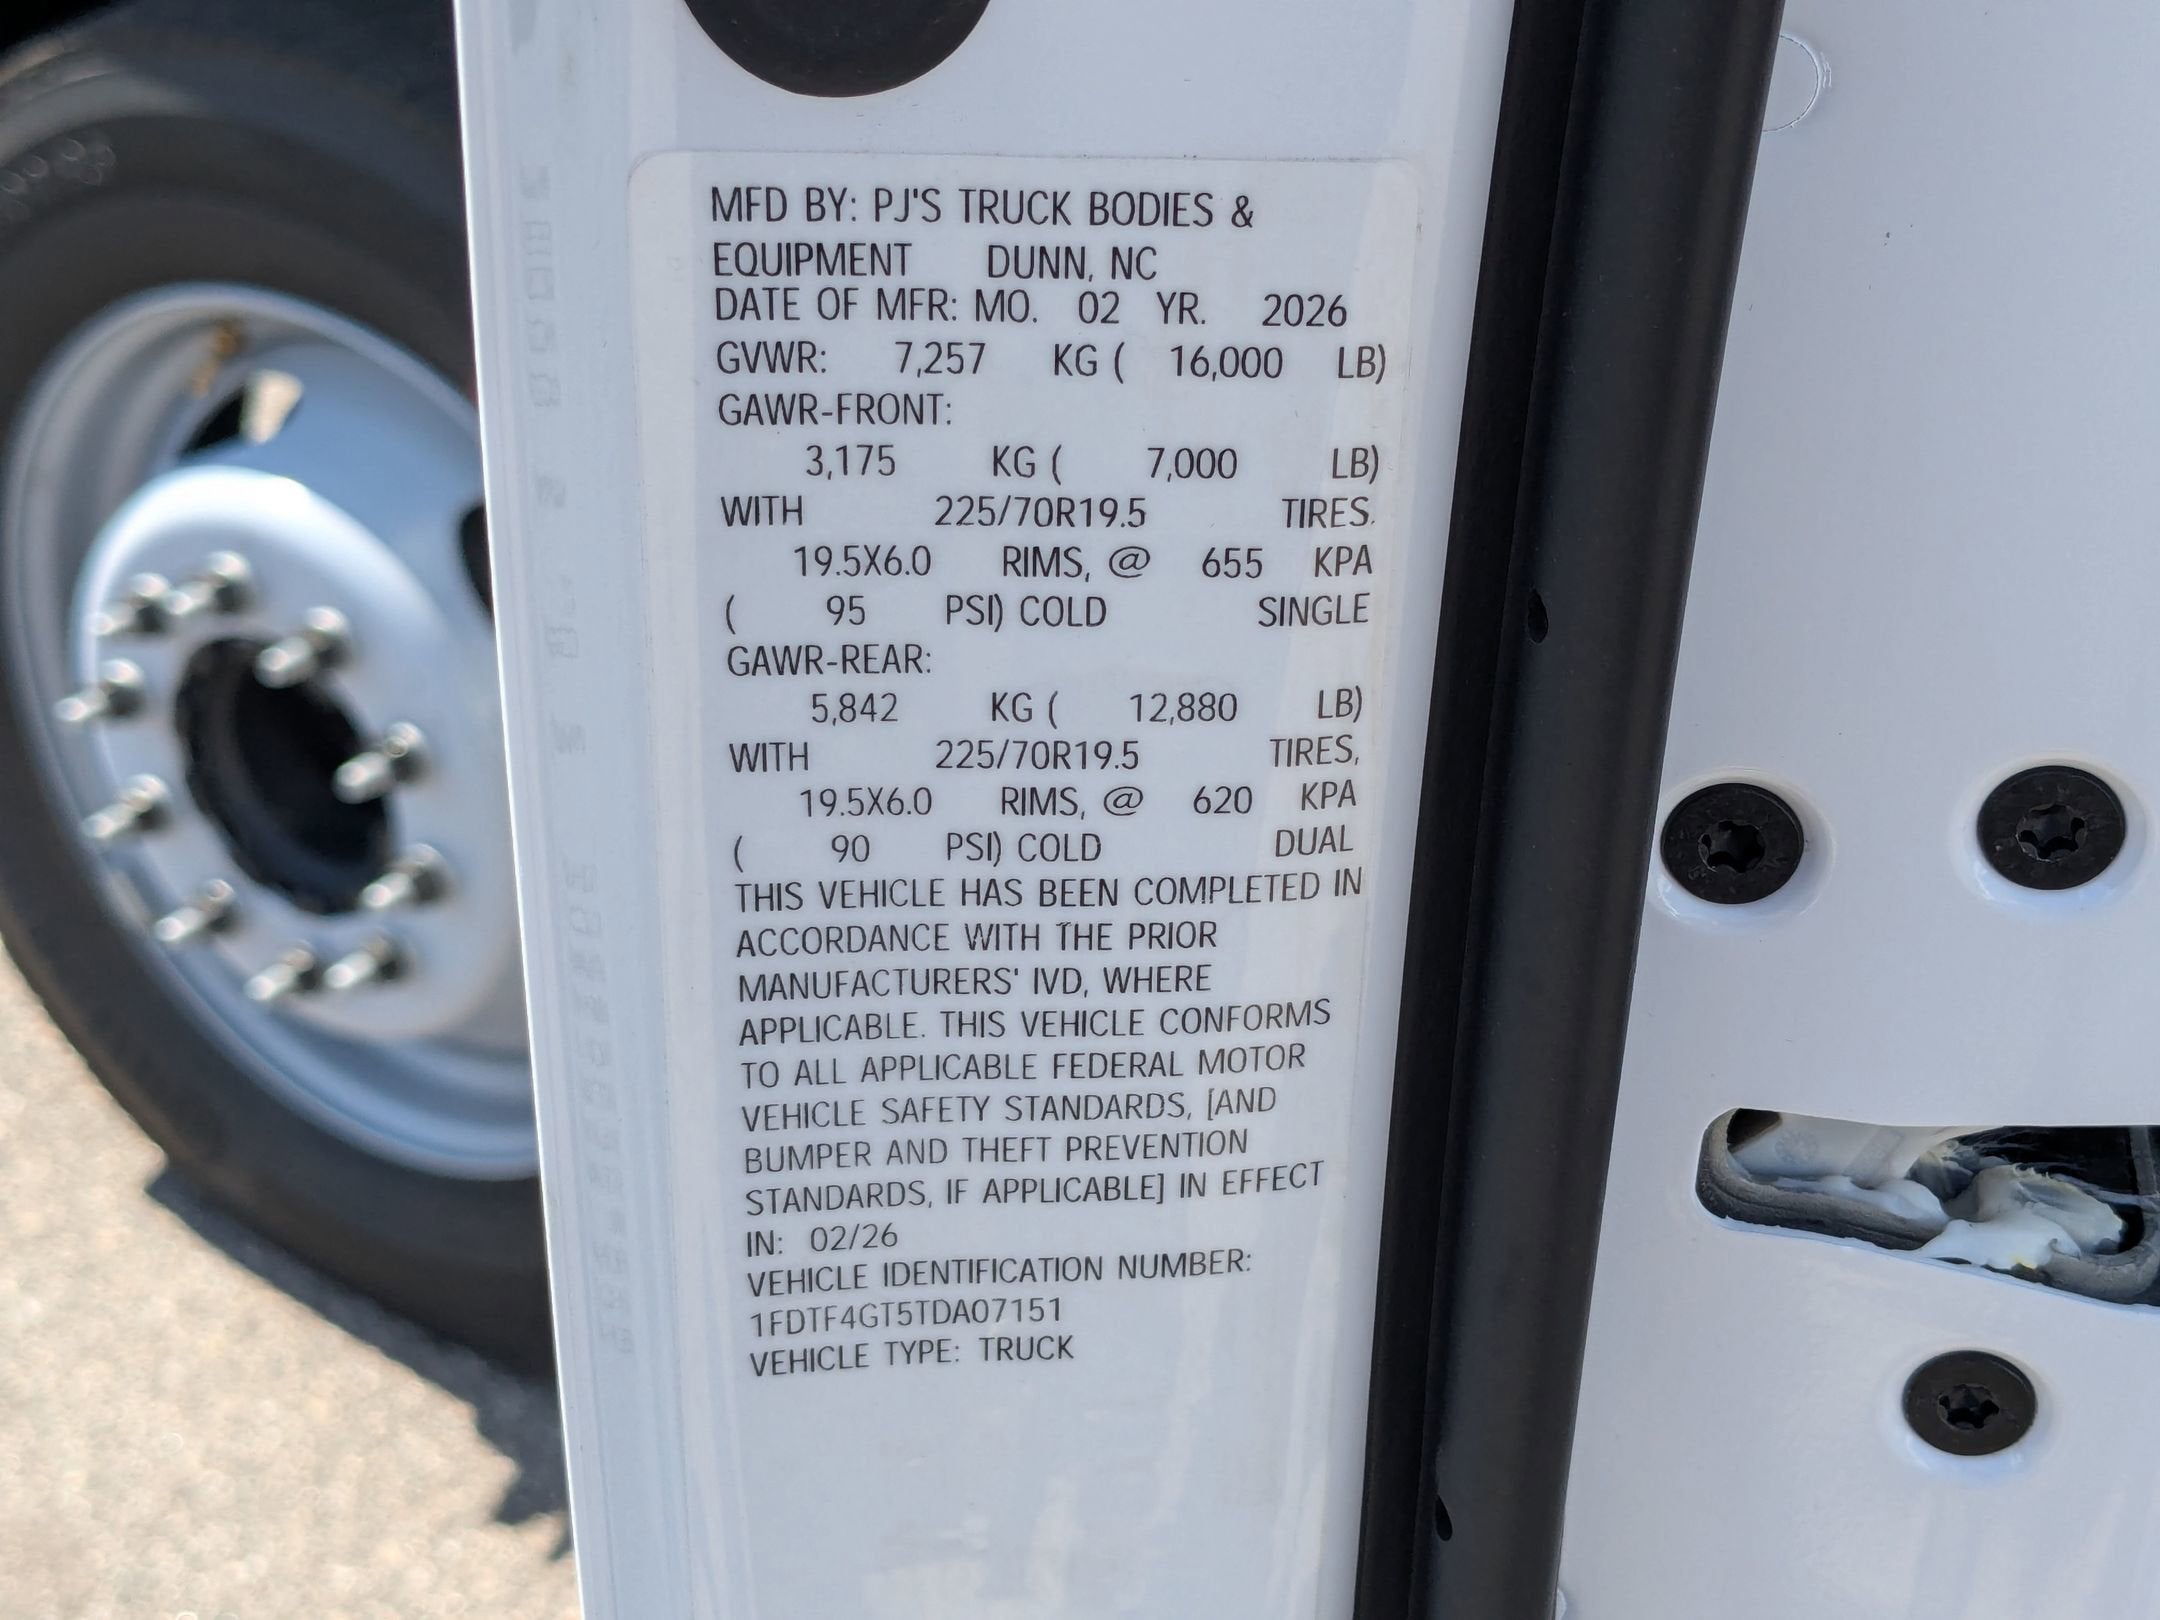 MFD BY: PJ'S TRUCK BODIES &
EQUIPMENT DUNN, NC
DATE OF MFR: MO. 02 YR. 2026
GVWR: 7,257 KG ( 16,000 LB)
GAWR-FRONT:
3,175 KG ( 7,000 LB)
WITH 225/70R19.5 TIRES.
19.5X6.0 RIMS, @ 655 KPA
( 95 PSI) COLD SINGLE
GAWR-REAR:
5,842 KG ( 12,880 LB)
WITH 225/70R19.5 TIRES,
19.5X6.0 RIMS, @ 620 KPA
( 90 PSI) COLD DUAL
THIS VEHICLE HAS BEEN COMPLETED IN
ACCORDANCE WITH THE PRIOR
MANUFACTURERS' IVD, WHERE
APPLICABLE. THIS VEHICLE CONFORMS
TO ALL APPLICABLE FEDERAL MOTOR
VEHICLE SAFETY STANDARDS, [AND
BUMPER AND THEFT PREVENTION
STANDARDS, IF APPLICABLE] IN EFFECT
IN: 02/26
VEHICLE IDENTIFICATION NUMBER:
1FDTF4GT5TDA07151
VEHICLE TYPE: TRUCK